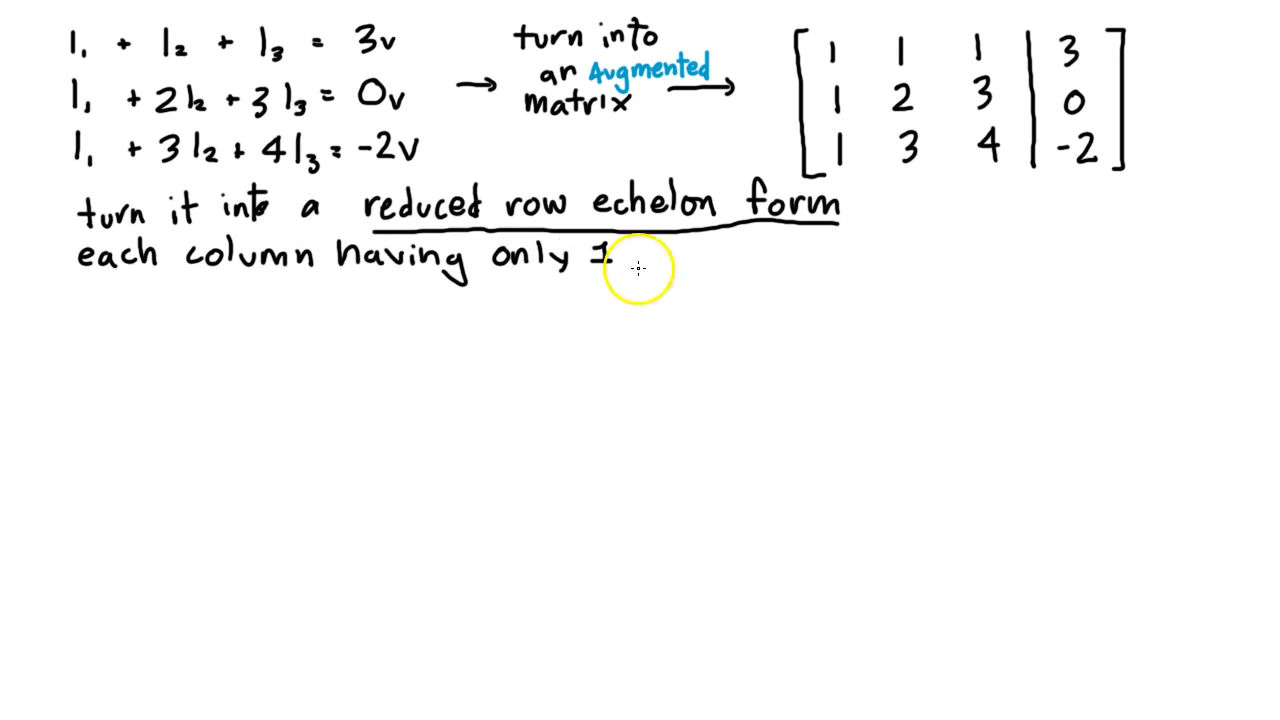 I₁ + I₂ + I₃ = 3v
I₁ + 2I₂ + 3I₃ = 0v
I₁ + 3I₂ + 4I₃ = -2v
→ turn into
an Augmented
matrix →
1 1 1 | 3
1 2 3 | 0
1 3 4 | -2
turn it into a reduced row echelon form
each column having only 1